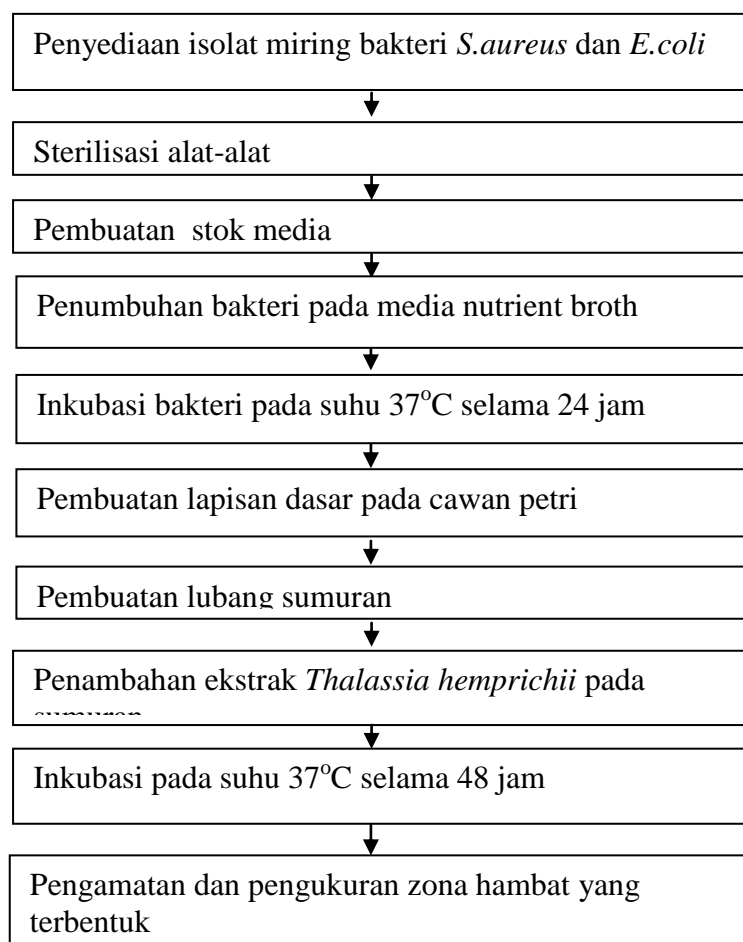 Penyediaan isolat miring bakteri S.aureus dan E.coli
Sterilisasi alat-alat
Pembuatan stok media
Penumbuhan bakteri pada media nutrient broth
Inkubasi bakteri pada suhu 37°C selama 24 jam
Pembuatan lapisan dasar pada cawan petri
Pembuatan lubang sumuran
Penambahan ekstrak Thalassia hemprichii pada
sumuran
Inkubasi pada suhu 37°C selama 48 jam
Pengamatan dan pengukuran zona hambat yang
terbentuk